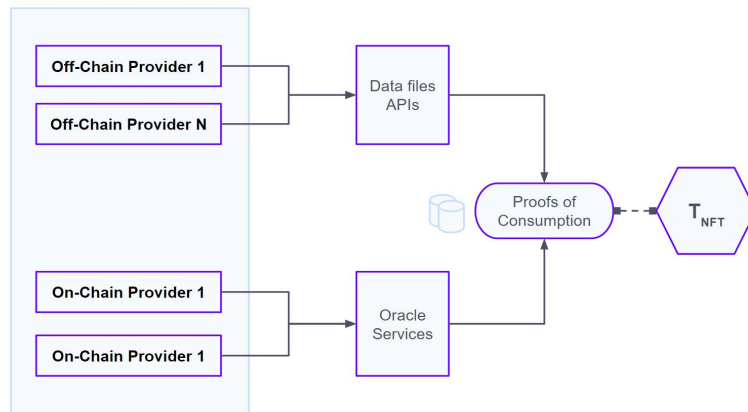 Off-Chain Provider 1
Off-Chain Provider N
Data files
APIs
Proofs of
Consumption
T NFT
On-Chain Provider 1
On-Chain Provider 1
Oracle
Services